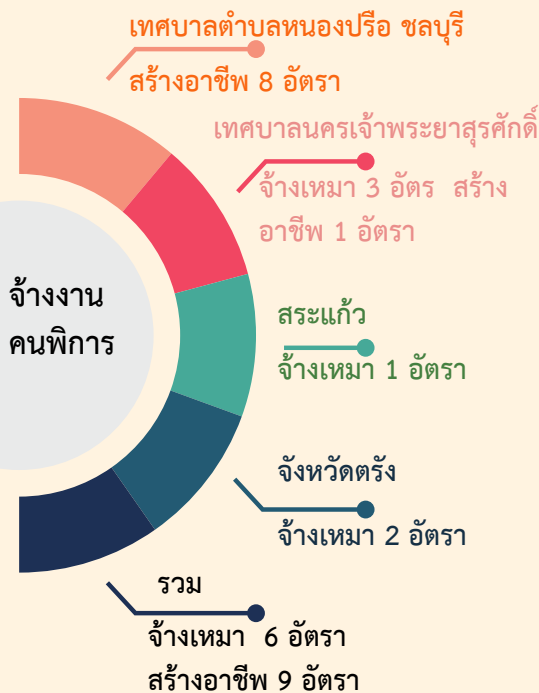 เทศบาลตำบลหนองปรือ ชลบุรี
สร้างอาชีพ 8 อัตรา
เทศบาลนครเจ้าพระยาสุรศักดิ์
จ้างเหมา 3 อัตร สร้าง
อาชีพ 1 อัตรา
จ้างงาน
คนพิการ
สระแก้ว
จ้างเหมา 1 อัตรา
จังหวัดตรัง
จ้างเหมา 2 อัตรา
รวม
จ้างเหมา 6 อัตรา
สร้างอาชีพ 9 อัตรา